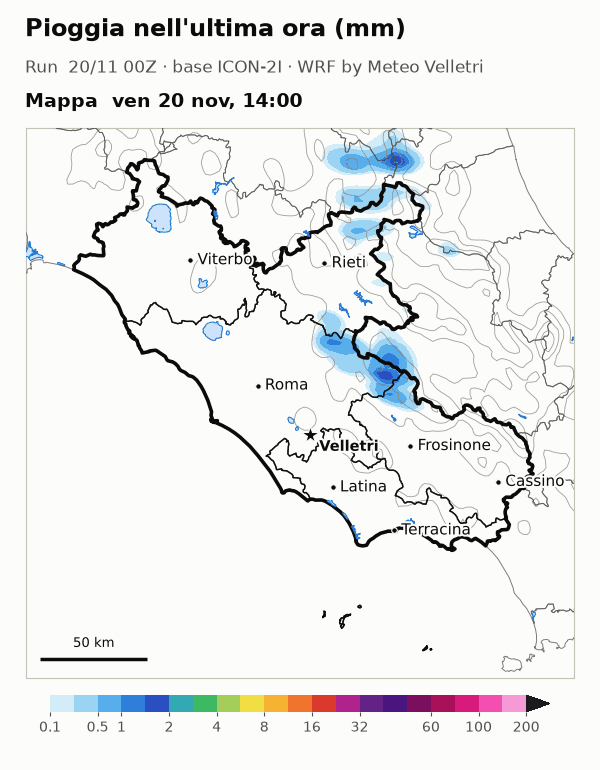 Pioggia nell'ultima ora (mm)
Run  20/11 00Z · base ICON-2I · WRF by Meteo Velletri
Mappa  ven 20 nov, 14:00
Viterbo
Rieti
Roma
Velletri
Frosinone
Latina
Cassino
Terracina
50 km
0.1 0.5 1 2 4 8 16 32 60 100 200